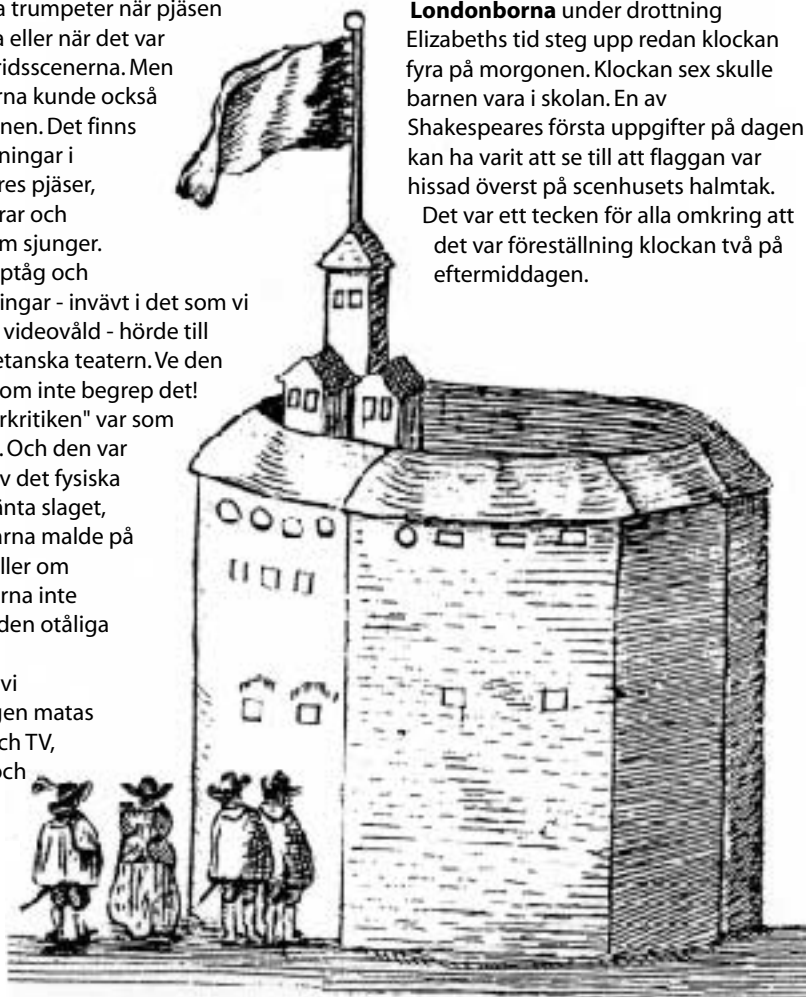 a trumpeter när pjäsen
a eller när det var
ridsscenerna. Men
rna kunde också
nen. Det finns
ningar i
res pjäser,
rar och
m sjunger.
ptåg och
ingar - invävt i det som vi
videovåld - hörde till
etanska teatern. Ve den
om inte begrep det!
rkritiken" var som
. Och den var
v det fysiska
änta slaget,
arna malde på
ller om
rna inte
den otåliga
vi
gen matas
ch TV,
och
Londonborna under drottning
Elizabeths tid steg upp redan klockan
fyra på morgonen. Klockan sex skulle
barnen vara i skolan. En av
Shakespeares första uppgifter på dagen
kan ha varit att se till att flaggan var
hissad överst på scenhusets halmtak.
Det var ett tecken för alla omkring att
det var föreställning klockan två på
eftermiddagen.